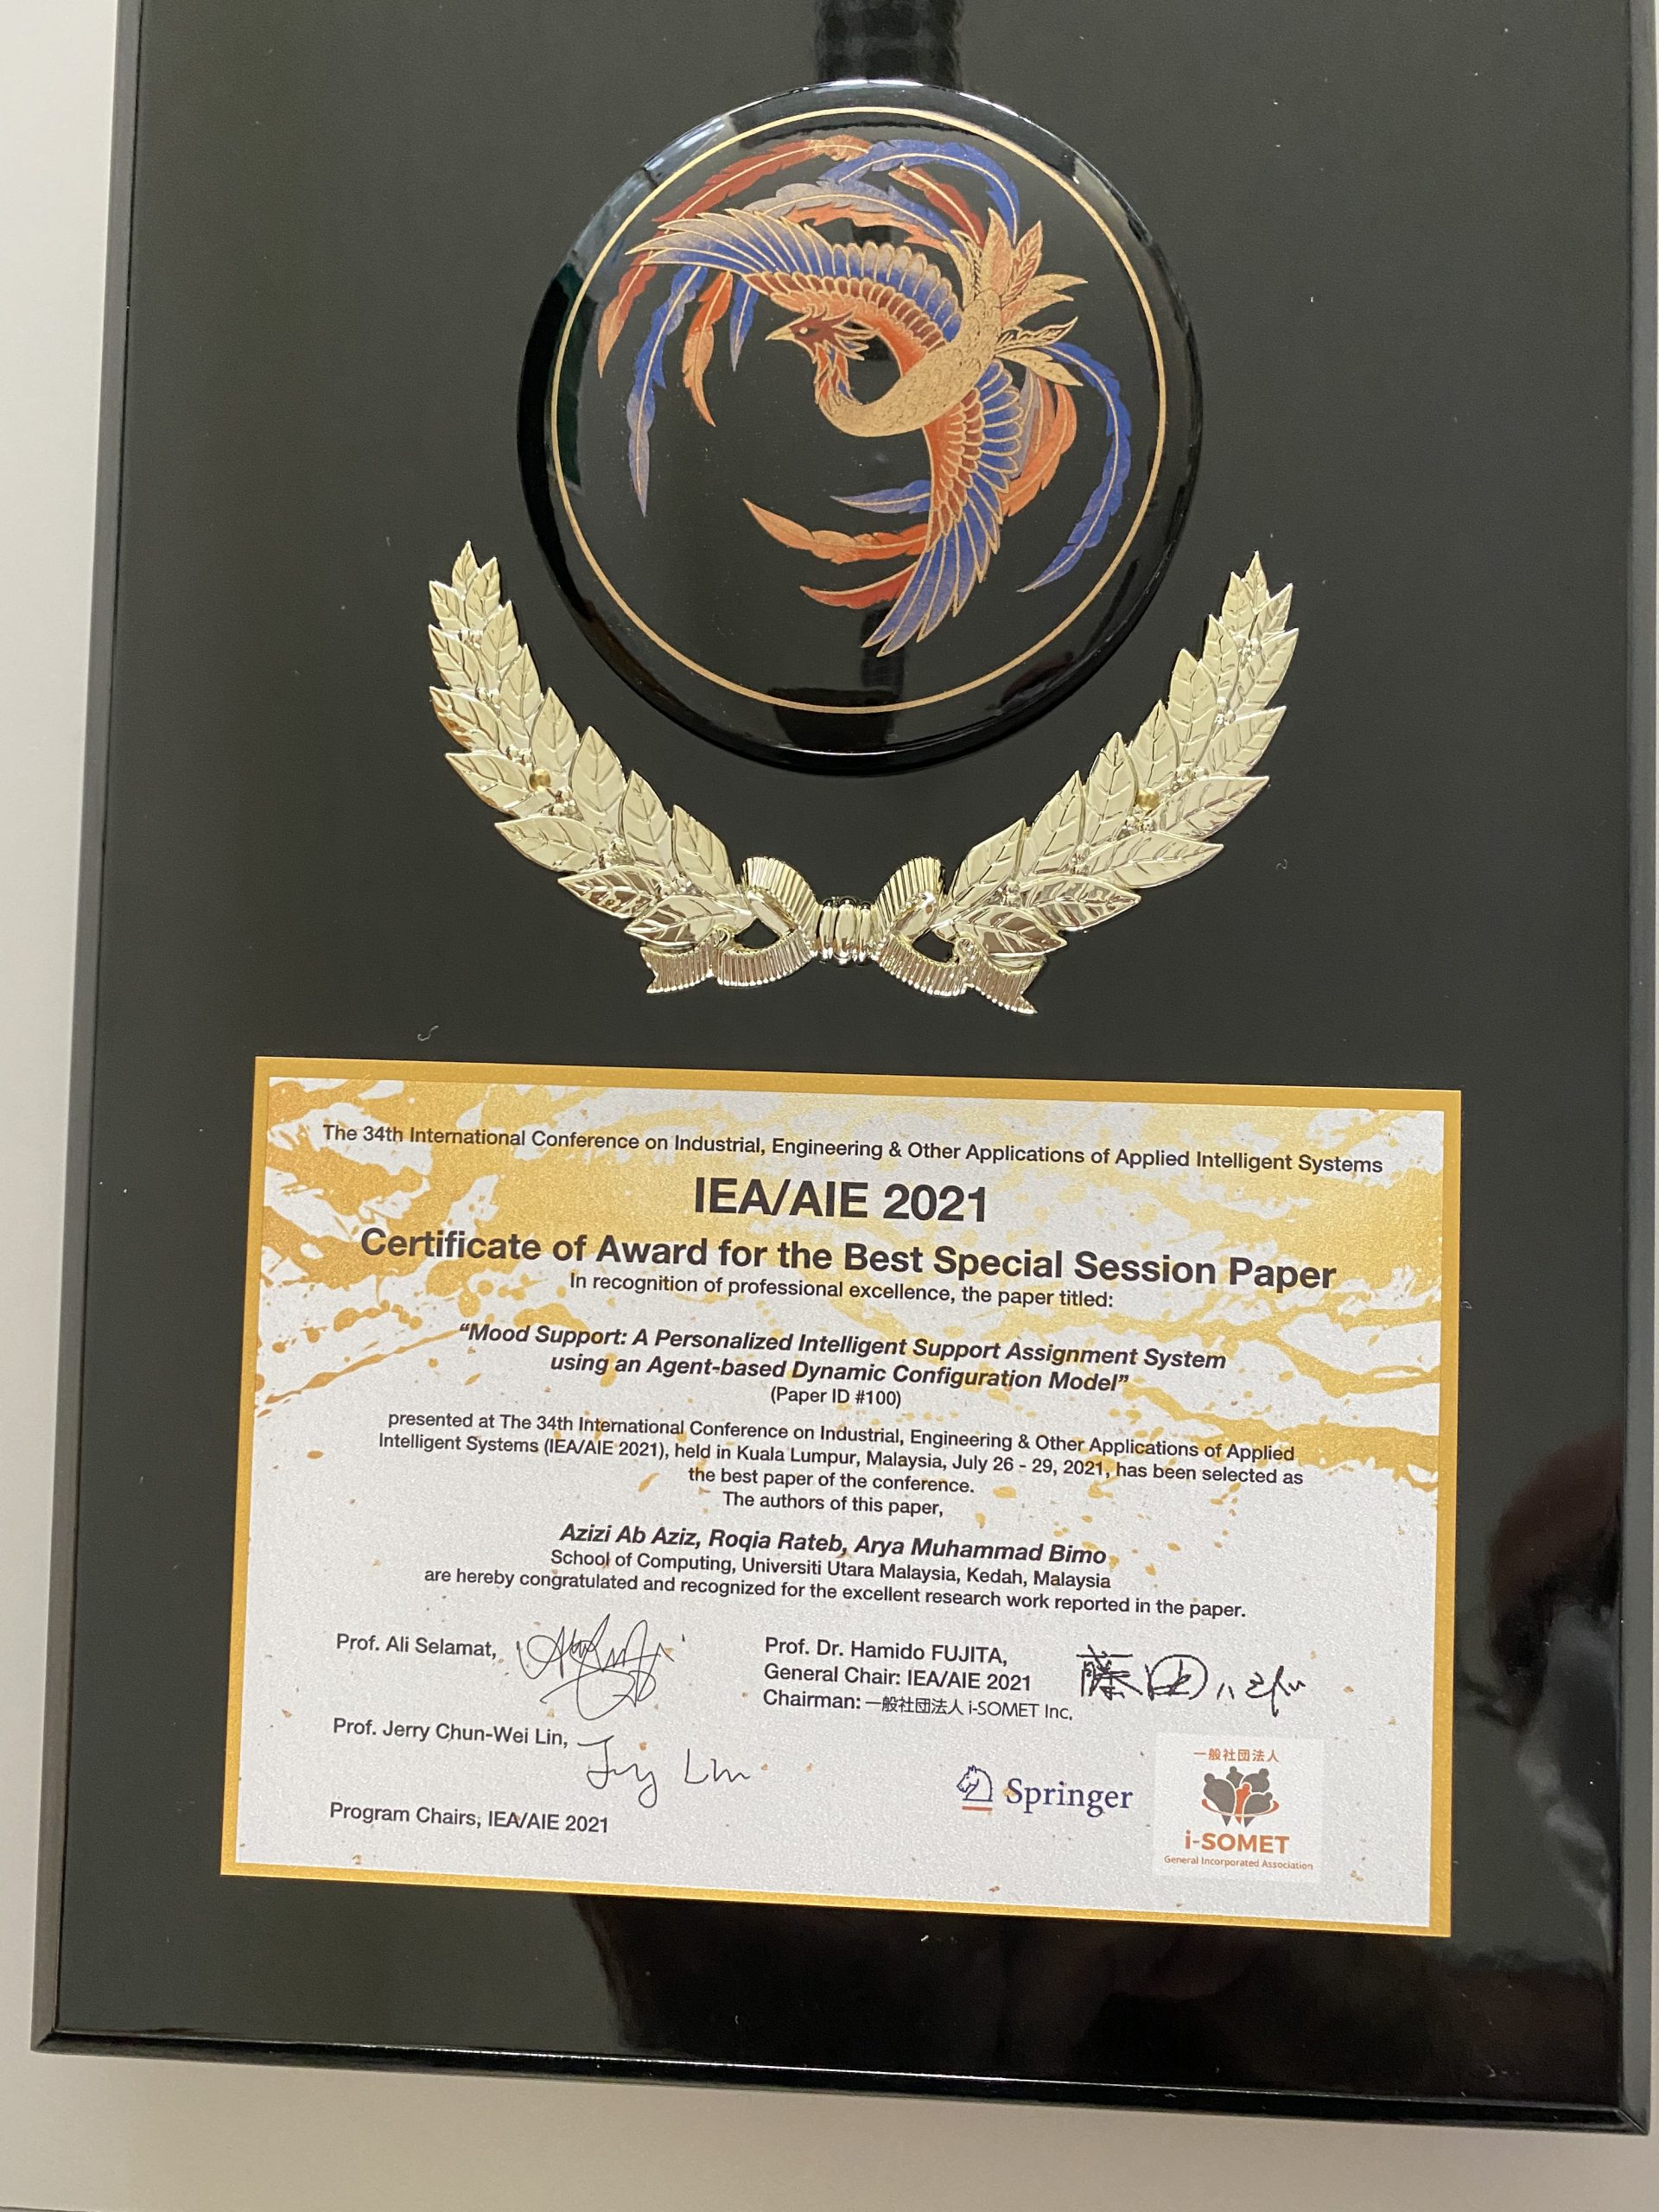 The 34th International Conference on Industrial, Engineering & Other Applications of Applied Intelligent Systems
IEA/AIE 2021
Certificate of Award for the Best Special Session Paper
In recognition of professional excellence, the paper titled:
“Mood Support: A Personalized Intelligent Support Assignment System
using an Agent-based Dynamic Configuration Model”
(Paper ID #100)
presented at The 34th International Conference on Industrial, Engineering & Other Applications of Applied
Intelligent Systems (IEA/AIE 2021), held in Kuala Lumpur, Malaysia, July 26 - 29, 2021, has been selected as
the best paper of the conference.
The authors of this paper,
Azizi Ab Aziz, Roqia Rateb, Arya Muhammad Bimo
School of Computing, Universiti Utara Malaysia, Kedah, Malaysia
are hereby congratulated and recognized for the excellent research work reported in the paper.
Prof. Ali Selamat,
Prof. Dr. Hamido FUJITA,
General Chair: IEA/AIE 2021
Chairman: 一般社団法人 i-SOMET Inc.
藤田
Prof. Jerry Chun-Wei Lin,
Lin
Program Chairs, IEA/AIE 2021
Springer
一般社団法人
i-SOMET
General Incorporated Association